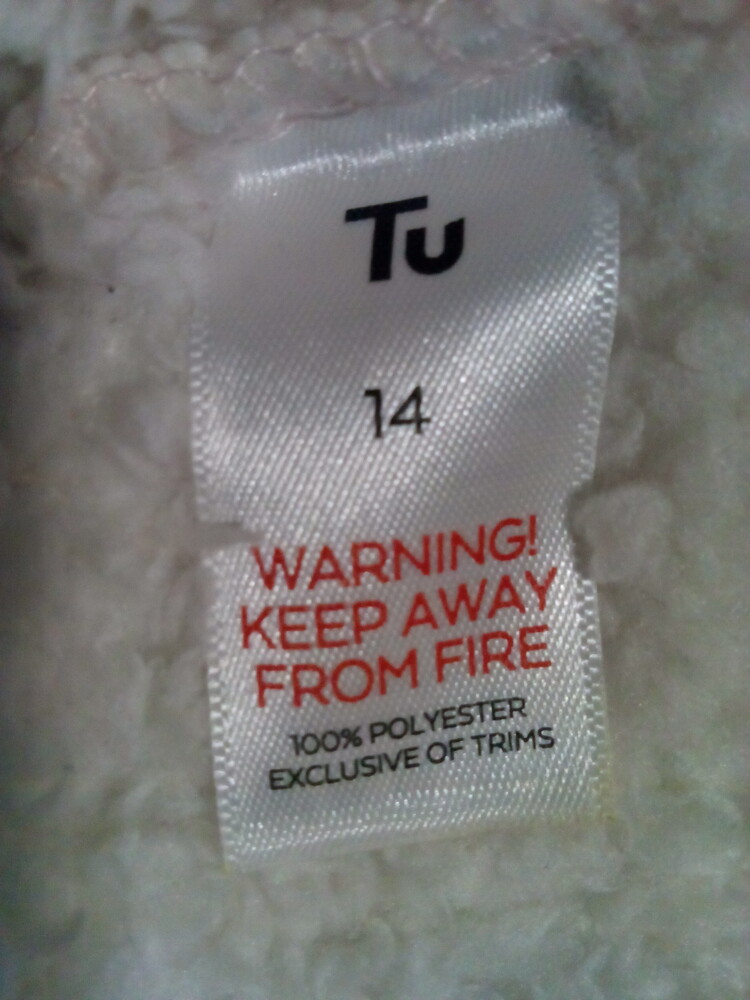 Tu
14
WARNING!
KEEP AWAY
FROM FIRE
100% POLYESTER
EXCLUSIVE OF TRIMS